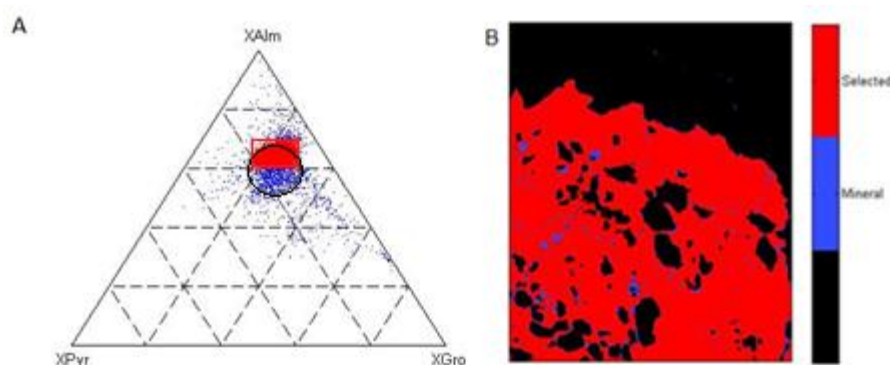 A
XAlm
XPyr
XGro
B
Selected
Mineral